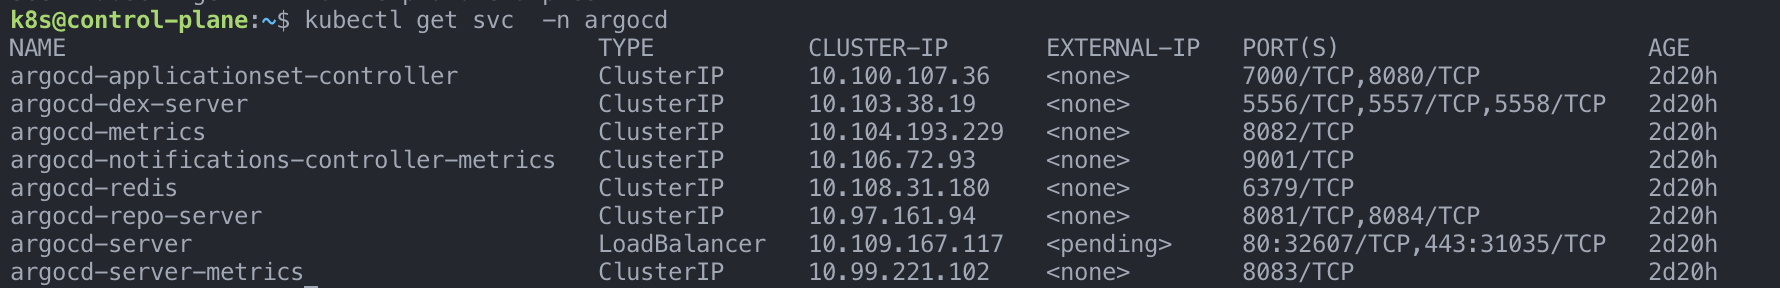 k8s@control-plane:~$ kubectl get svc  -n argocd
NAME                                      TYPE           CLUSTER-IP       EXTERNAL-IP   PORT(S)                      AGE
argocd-applicationset-controller          ClusterIP      10.100.107.36    <none>        7000/TCP,8080/TCP            2d20h
argocd-dex-server                         ClusterIP      10.103.38.19     <none>        5556/TCP,5557/TCP,5558/TCP   2d20h
argocd-metrics                            ClusterIP      10.104.193.229   <none>        8082/TCP                     2d20h
argocd-notifications-controller-metrics   ClusterIP      10.106.72.93     <none>        9001/TCP                     2d20h
argocd-redis                              ClusterIP      10.108.31.180    <none>        6379/TCP                     2d20h
argocd-repo-server                        ClusterIP      10.97.161.94     <none>        8081/TCP,8084/TCP            2d20h
argocd-server                             LoadBalancer   10.109.167.117   <pending>     80:32607/TCP,443:31035/TCP   2d20h
argocd-server-metrics                     ClusterIP      10.99.221.102    <none>        8083/TCP                     2d20h